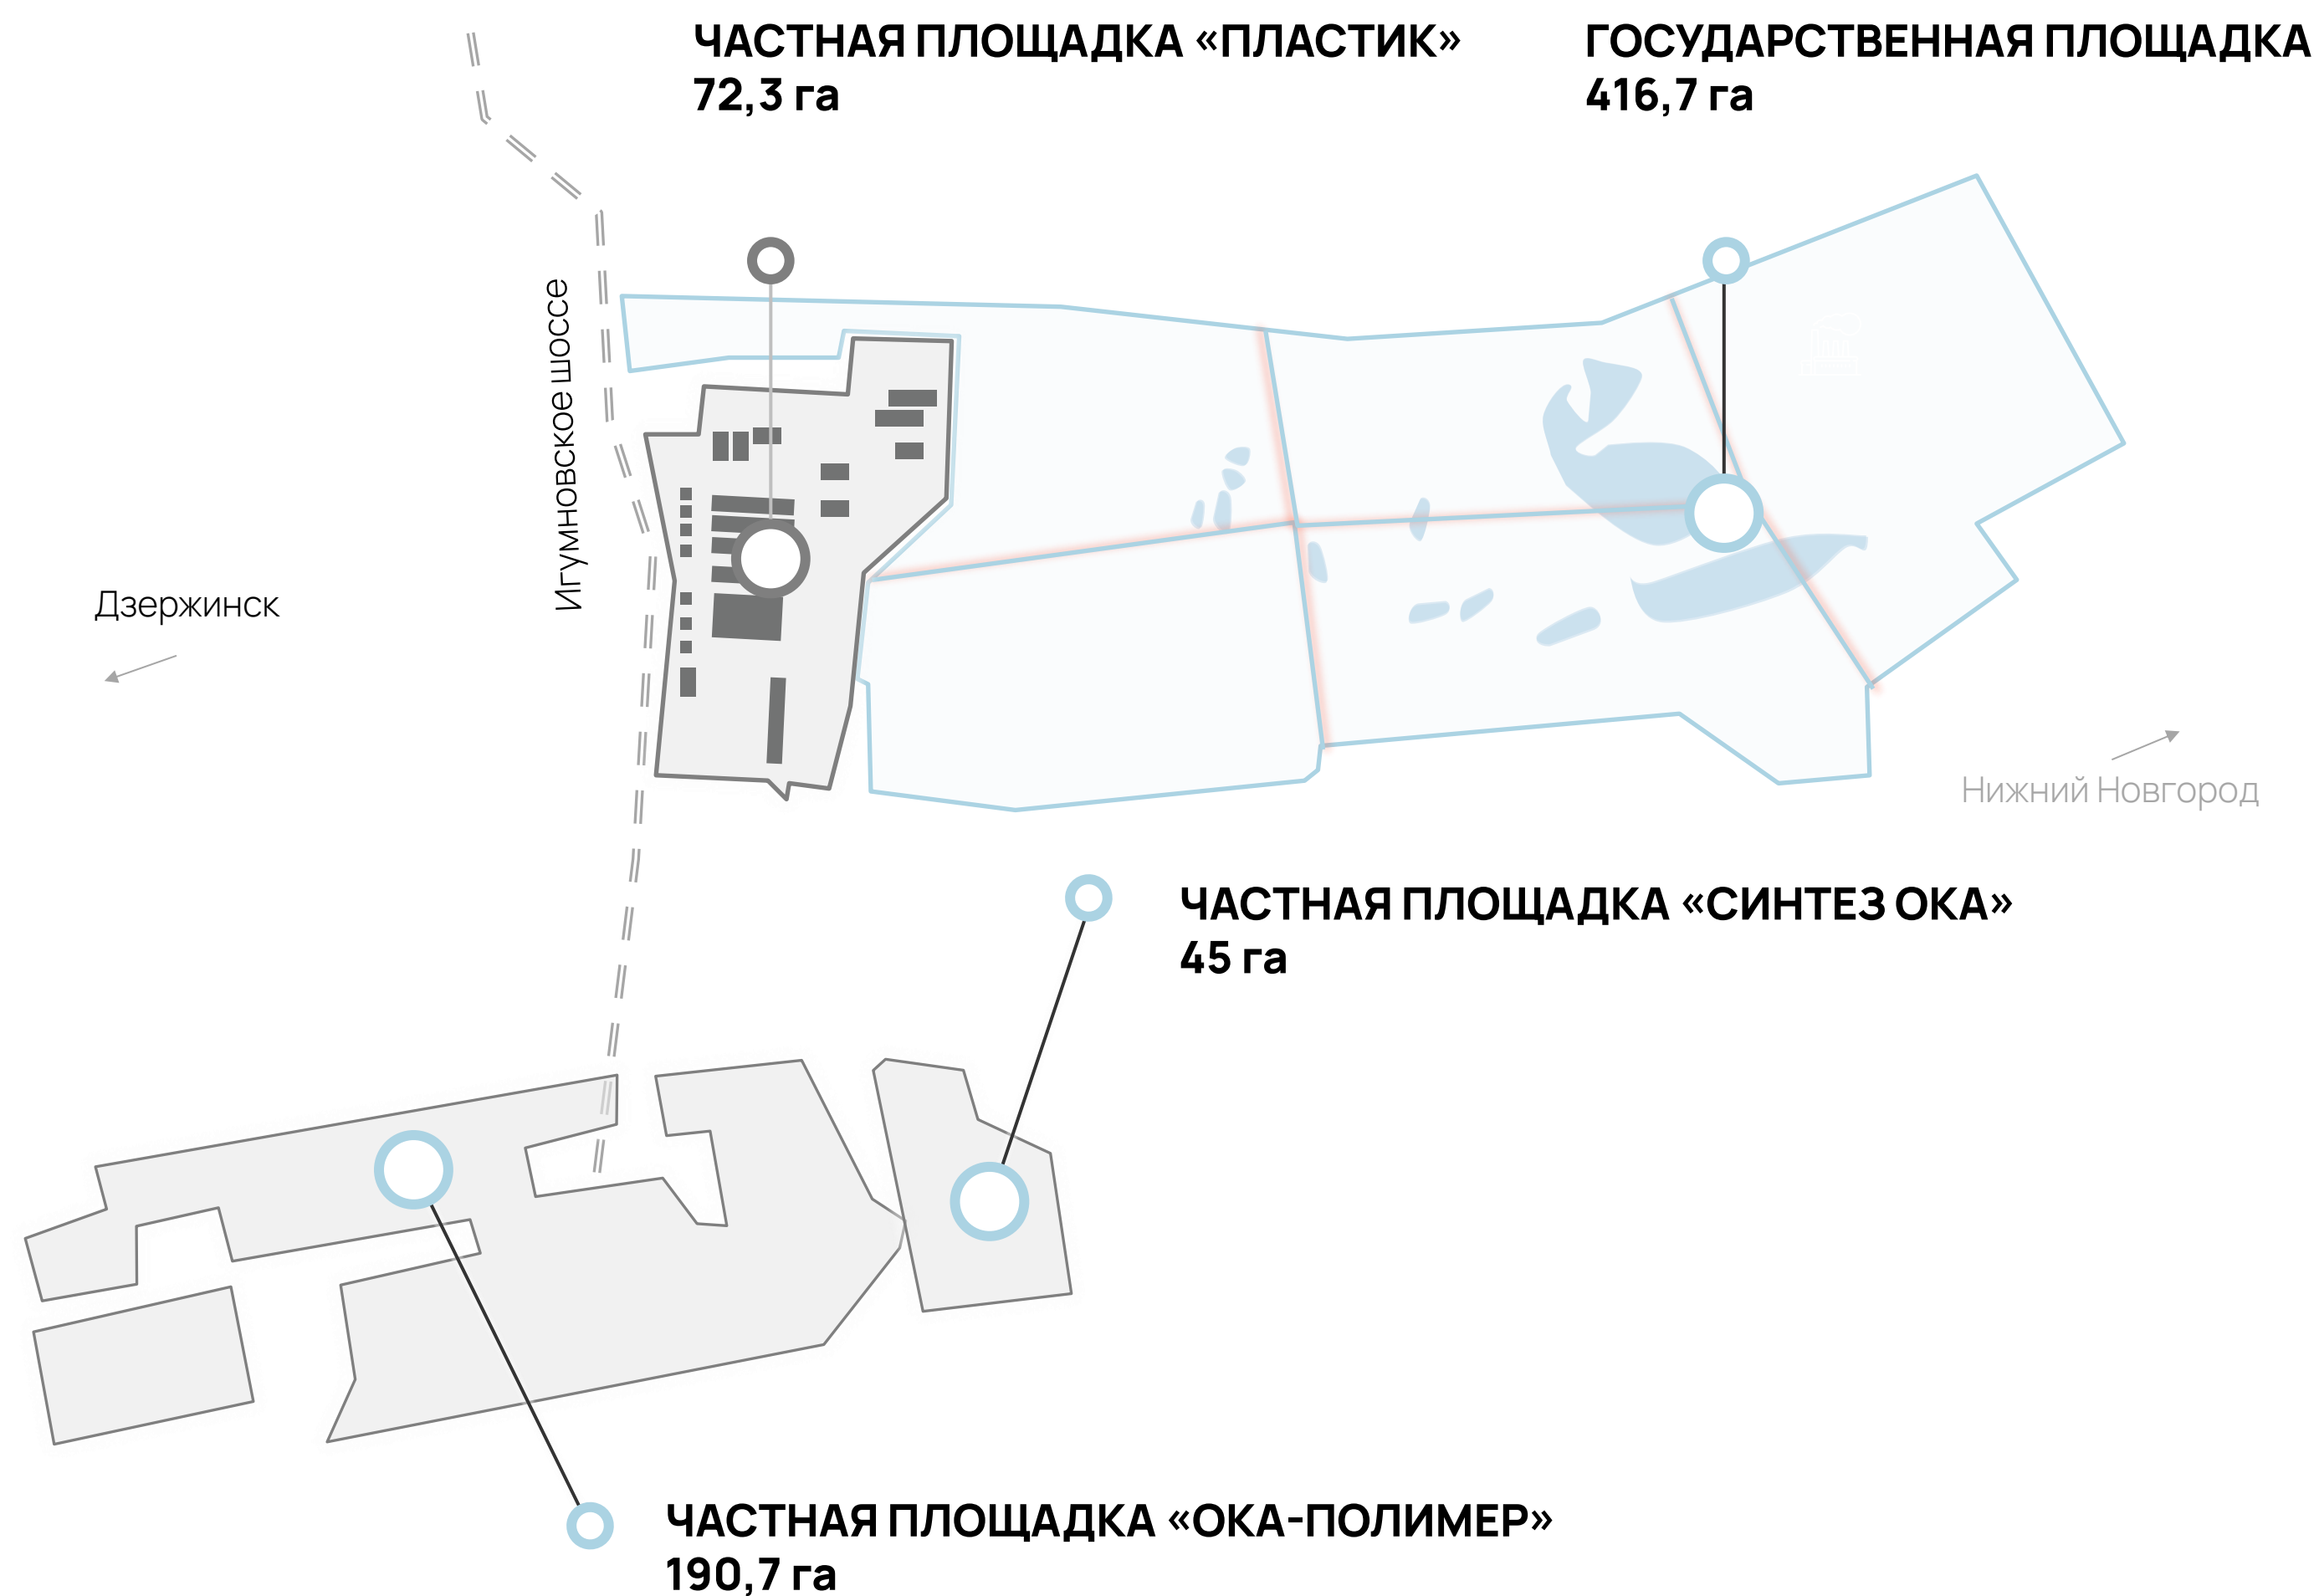 ЧАСТНАЯ ПЛОЩАДКА «ПЛАСТИК»
72,3 га
ГОСУДАРСТВЕННАЯ ПЛОЩАДКА
416,7 га
Игумновское шоссе
Дзержинск
Нижний Новгород
ЧАСТНАЯ ПЛОЩАДКА «СИНТЕЗ ОКА»
45 га
ЧАСТНАЯ ПЛОЩАДКА «ОКА-ПОЛИМЕР»
190,7 га